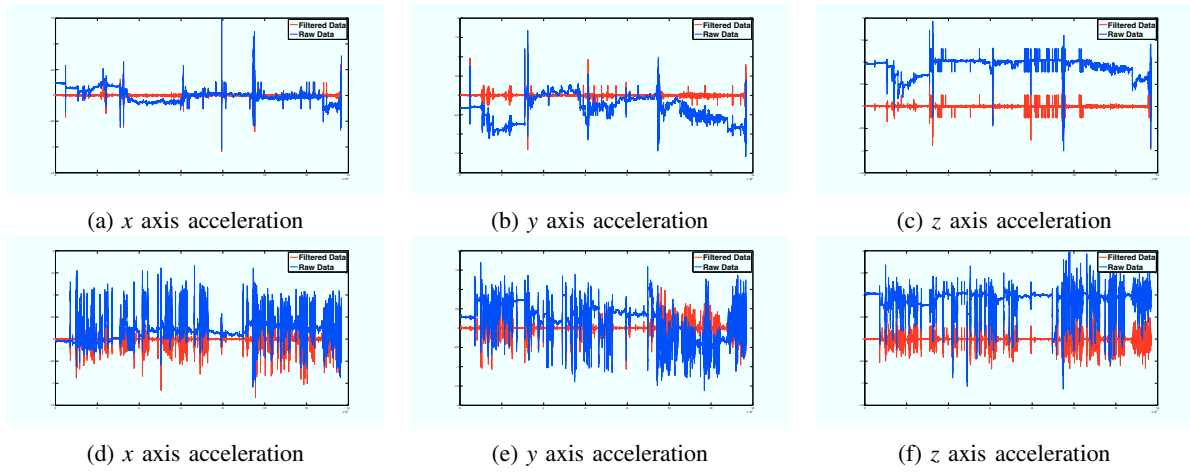 Filtered Data
Raw Data
Filtered Data
Raw Data
Filtered Data
Raw Data
(a) x axis acceleration
(b) y axis acceleration
(c) z axis acceleration
Filtered Data
Raw Data
Filtered Data
Raw Data
Filtered Data
Raw Data
(d) x axis acceleration
(e) y axis acceleration
(f) z axis acceleration